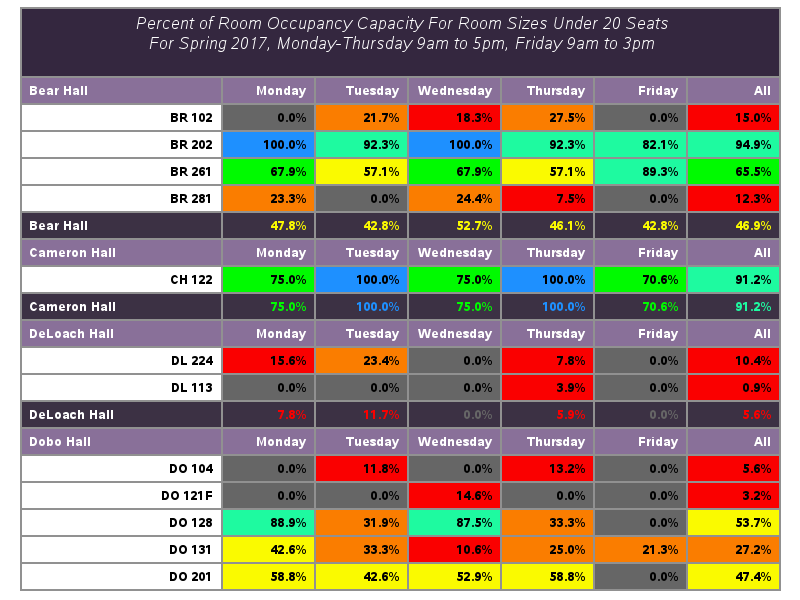 Percent of Room Occupancy Capacity For Room Sizes Under 20 Seats
For Spring 2017, Monday-Thursday 9am to 5pm, Friday 9am to 3pm
Bear Hall Monday Tuesday Wednesday Thursday Friday All
BR 102 0.0% 21.7% 18.3% 27.5% 0.0% 15.0%
BR 202 100.0% 92.3% 100.0% 92.3% 82.1% 94.9%
BR 261 67.9% 57.1% 67.9% 57.1% 89.3% 65.5%
BR 281 23.3% 0.0% 24.4% 7.5% 0.0% 12.3%
Bear Hall 47.8% 42.8% 52.7% 46.1% 42.8% 46.9%
Cameron Hall Monday Tuesday Wednesday Thursday Friday All
CH 122 75.0% 100.0% 75.0% 100.0% 70.6% 91.2%
Cameron Hall 75.0% 100.0% 75.0% 100.0% 70.6% 91.2%
DeLoach Hall Monday Tuesday Wednesday Thursday Friday All
DL 224 15.6% 23.4% 0.0% 7.8% 0.0% 10.4%
DL 113 0.0% 0.0% 0.0% 3.9% 0.0% 0.9%
DeLoach Hall 7.8% 11.7% 0.0% 5.9% 0.0% 5.6%
Dobo Hall Monday Tuesday Wednesday Thursday Friday All
DO 104 0.0% 11.8% 0.0% 13.2% 0.0% 5.6%
DO 121F 0.0% 0.0% 14.6% 0.0% 0.0% 3.2%
DO 128 88.9% 31.9% 87.5% 33.3% 0.0% 53.7%
DO 131 42.6% 33.3% 10.6% 25.0% 21.3% 27.2%
DO 201 58.8% 42.6% 52.9% 58.8% 0.0% 47.4%